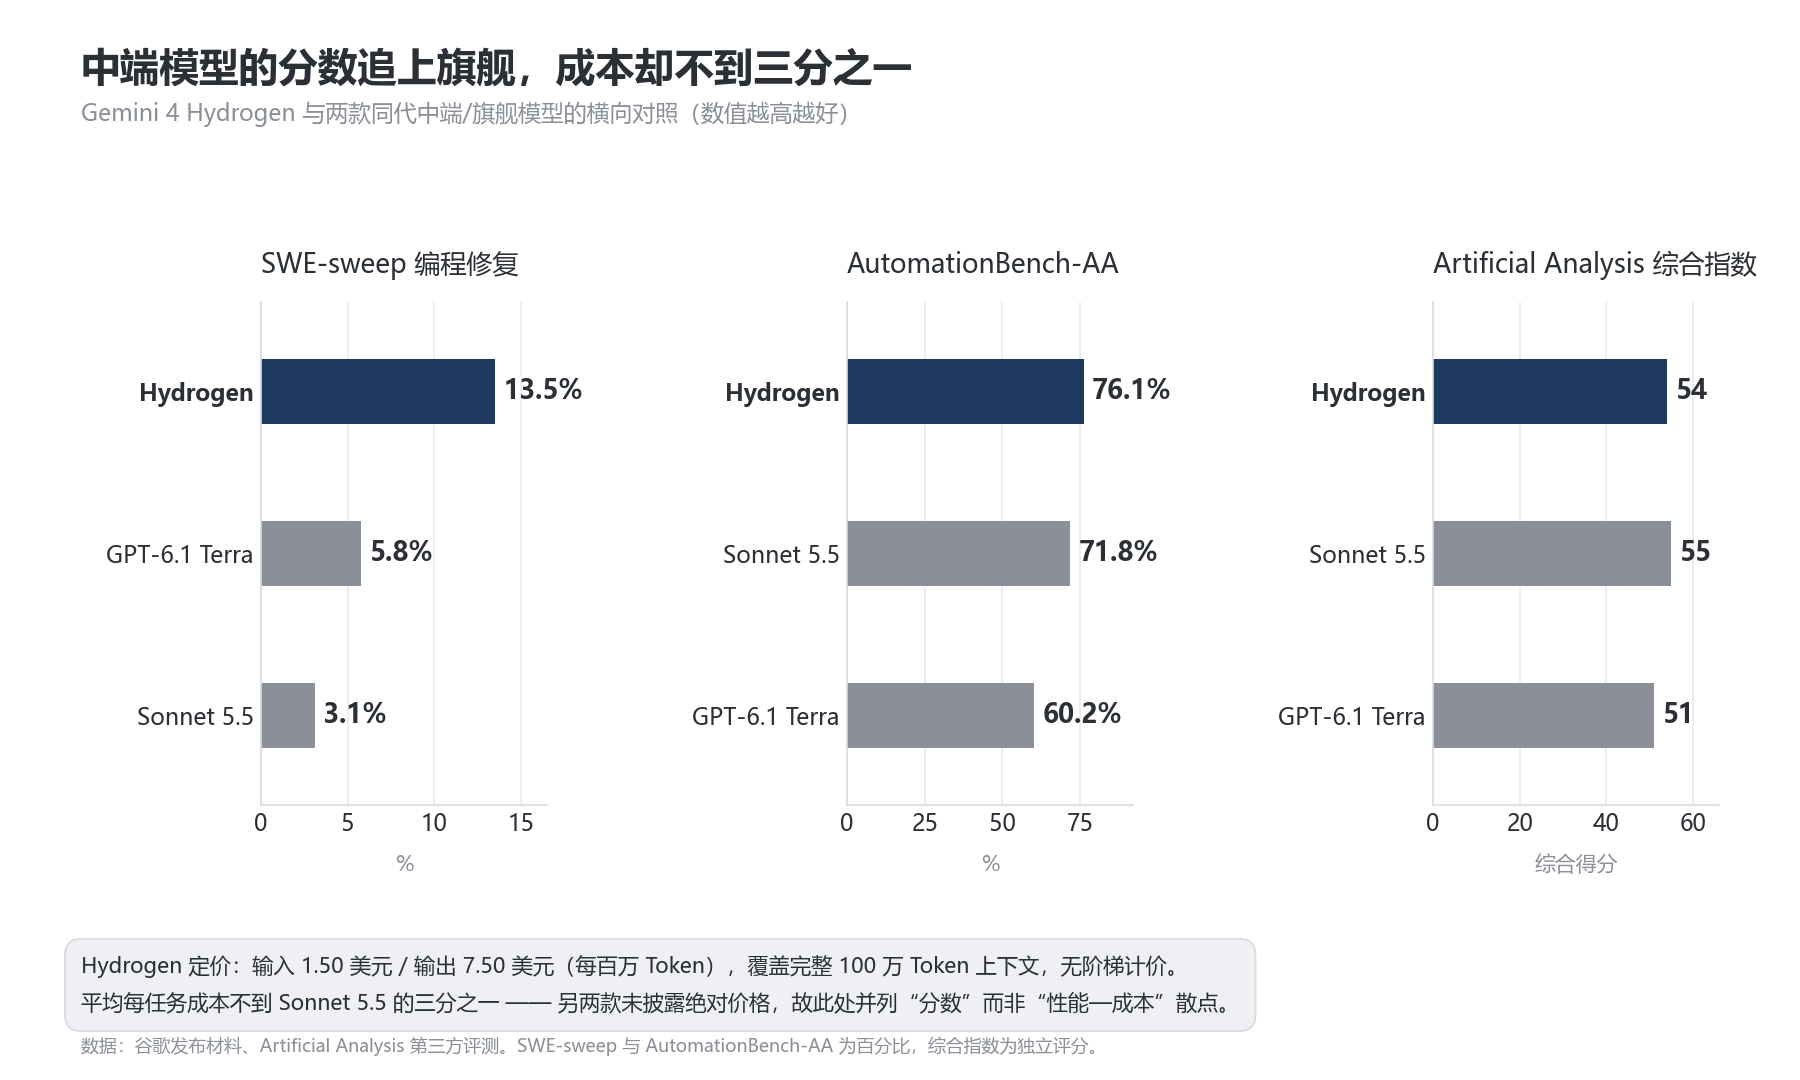 中端模型的分数追上旗舰，成本却不到三分之一
Gemini 4 Hydrogen 与两款同代中端/旗舰模型的横向对照（数值越高越好）
SWE-sweep 编程修复
Hydrogen
13.5%
GPT-6.1 Terra
5.8%
Sonnet 5.5
3.1%
0 5 10 15
%
AutomationBench-AA
Hydrogen
76.1%
Sonnet 5.5
71.8%
GPT-6.1 Terra
60.2%
0 25 50 75
%
Artificial Analysis 综合指数
Hydrogen
54
Sonnet 5.5
55
GPT-6.1 Terra
51
0 20 40 60
综合得分
Hydrogen 定价：输入 1.50 美元 / 输出 7.50 美元（每百万 Token），覆盖完整 100 万 Token 上下文，无阶梯计价。
平均每任务成本不到 Sonnet 5.5 的三分之一 —— 另两款未披露绝对价格，故此处并列“分数”而非“性能—成本”散点。
数据：谷歌发布材料、Artificial Analysis 第三方评测。SWE-sweep 与 AutomationBench-AA 为百分比，综合指数为独立评分。